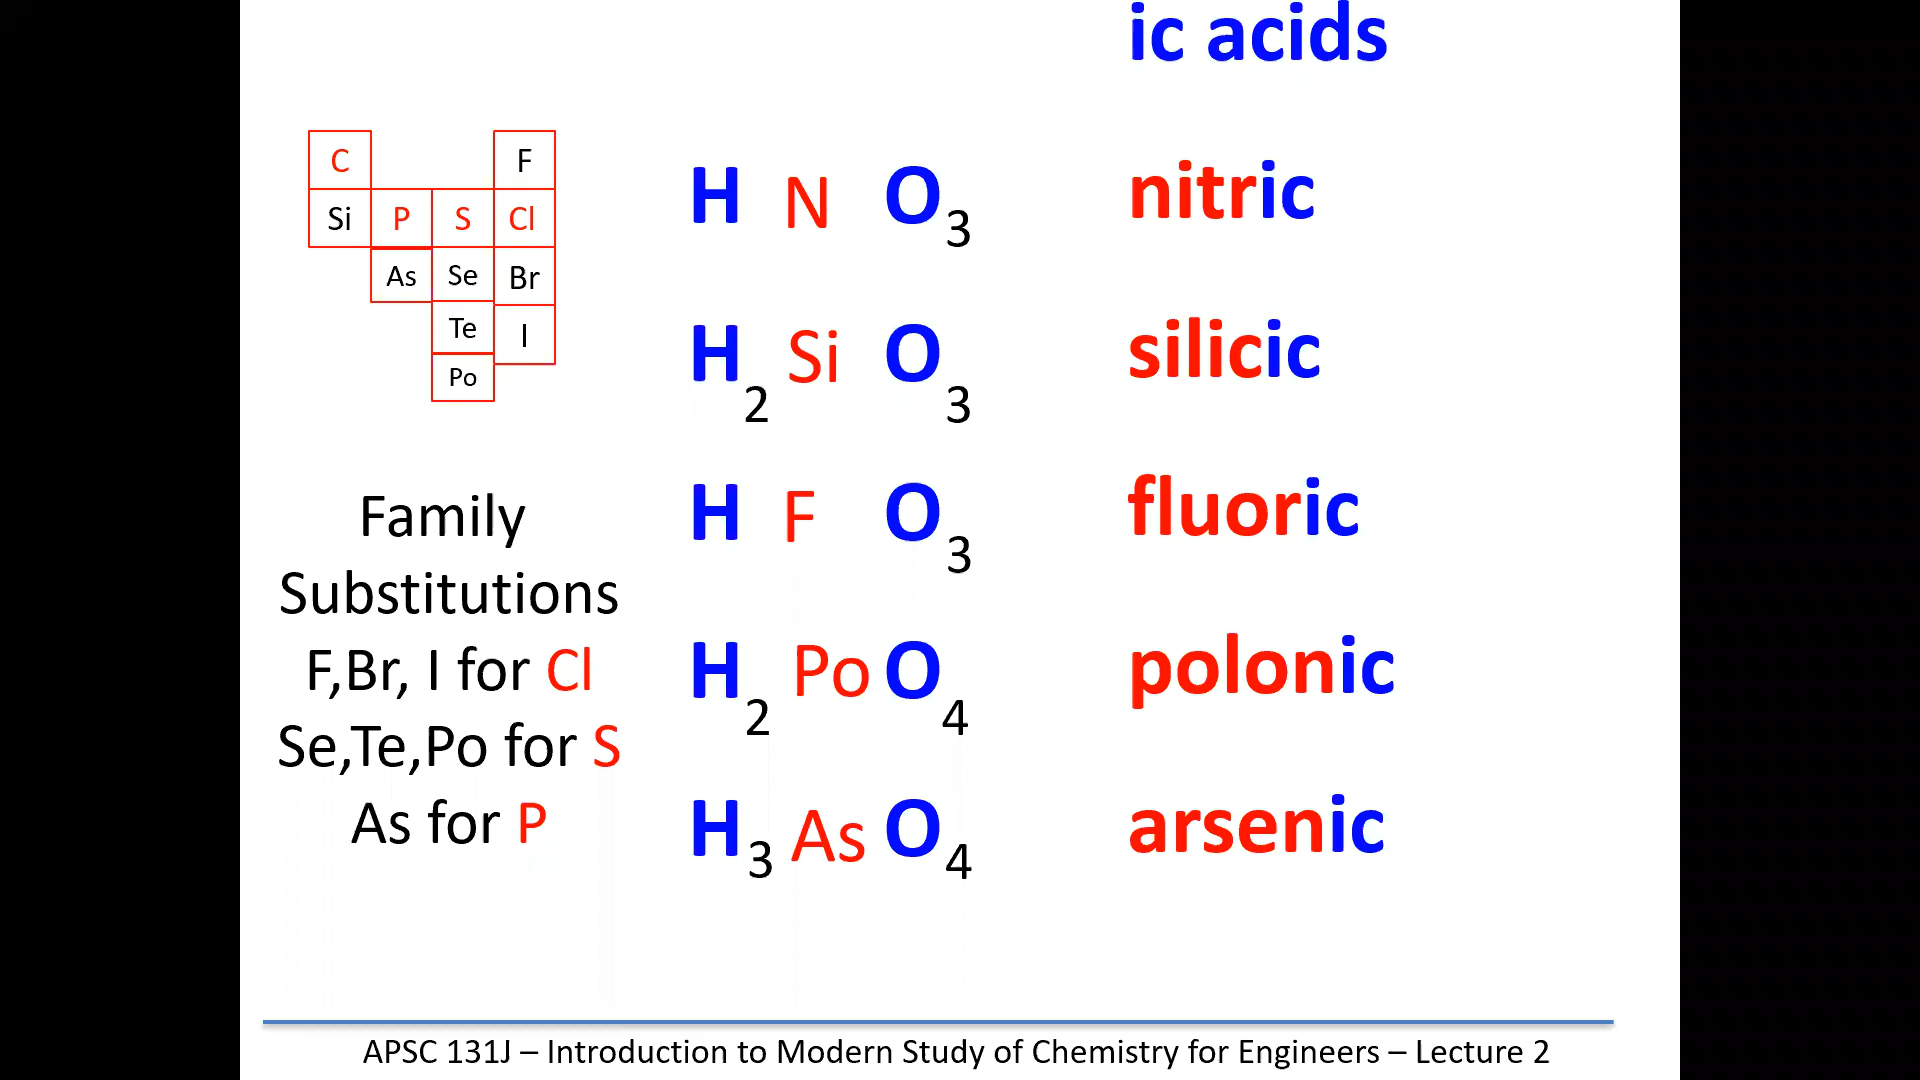 ic acids
C F
Si P S Cl
As Se Br
Te I
Po
H N O3 nitric
H2 Si O3 silicic
H F O3 fluoric
H2 Po O4 polonic
H3 As O4 arsenic
Family
Substitutions
F,Br, I for Cl
Se,Te,Po for S
As for P
APSC 131J – Introduction to Modern Study of Chemistry for Engineers – Lecture 2